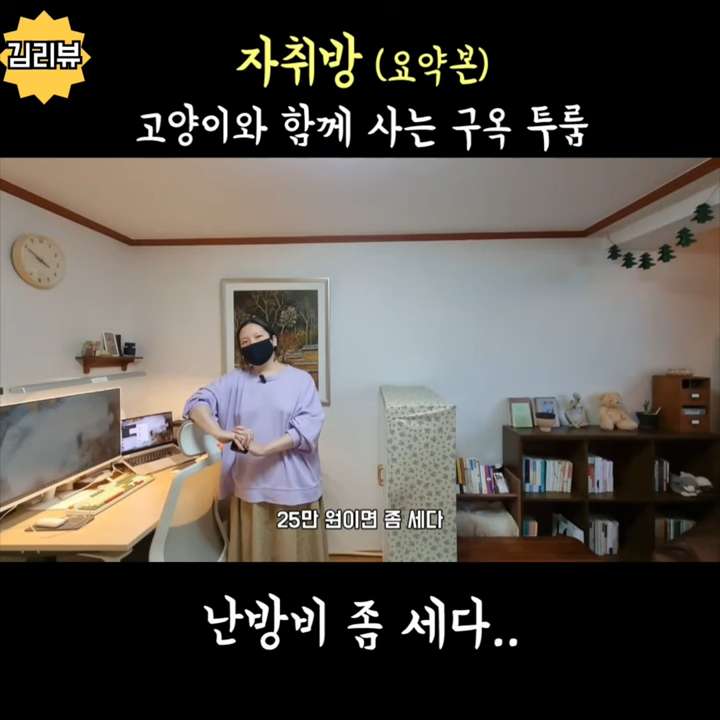 김리뷰
자취방 (요약본)
고양이와 함께 사는 구옥 투룸
25만 원이면 좀 세다
난방비 좀 세다..